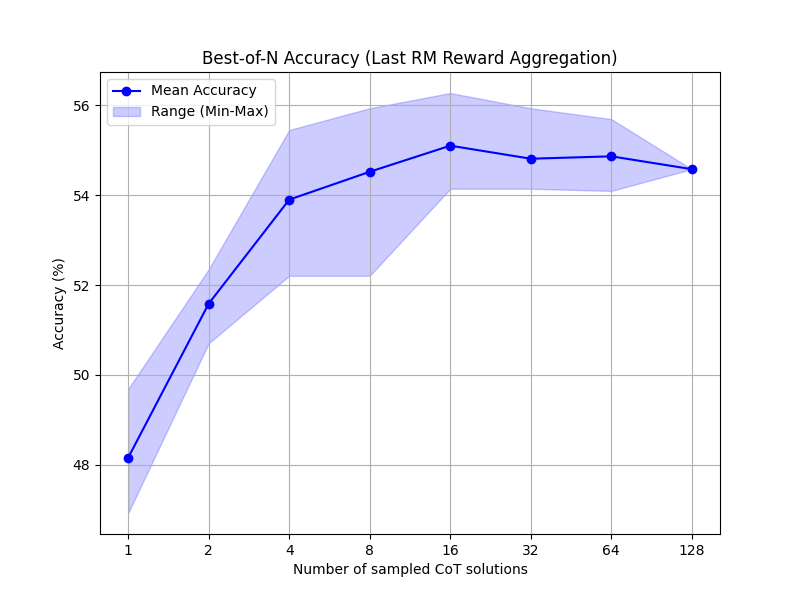 Best-of-N Accuracy (Last RM Reward Aggregation)
Mean Accuracy
Range (Min-Max)
Accuracy (%)
56
54
52
50
48
1 2 4 8 16 32 64 128
Number of sampled CoT solutions